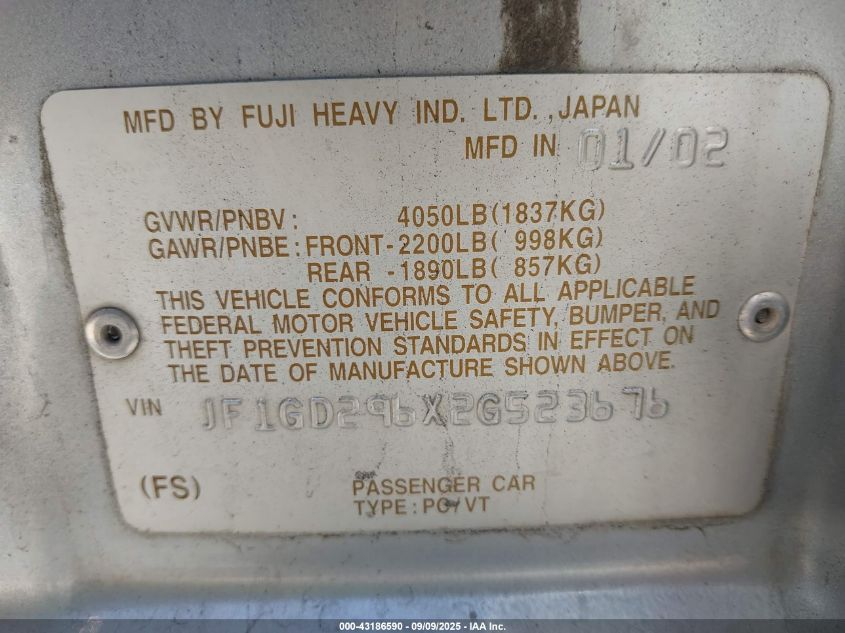 MFD BY FUJI HEAVY IND. LTD., JAPAN
MFD IN 01/02
GVWR/PNBV: 4050LB(1837KG)
GAWR/PNBE: FRONT-2200LB( 998KG)
REAR -1890LB( 857KG)
THIS VEHICLE CONFORMS TO ALL APPLICABLE
FEDERAL MOTOR VEHICLE SAFETY, BUMPER, AND
THEFT PREVENTION STANDARDS IN EFFECT ON
THE DATE OF MANUFACTURE SHOWN ABOVE.
VIN JF1GD296X2G523676
(FS) PASSENGER CAR
TYPE: PC/VT
000-43186590 - 09/09/2025 - IAA Inc.